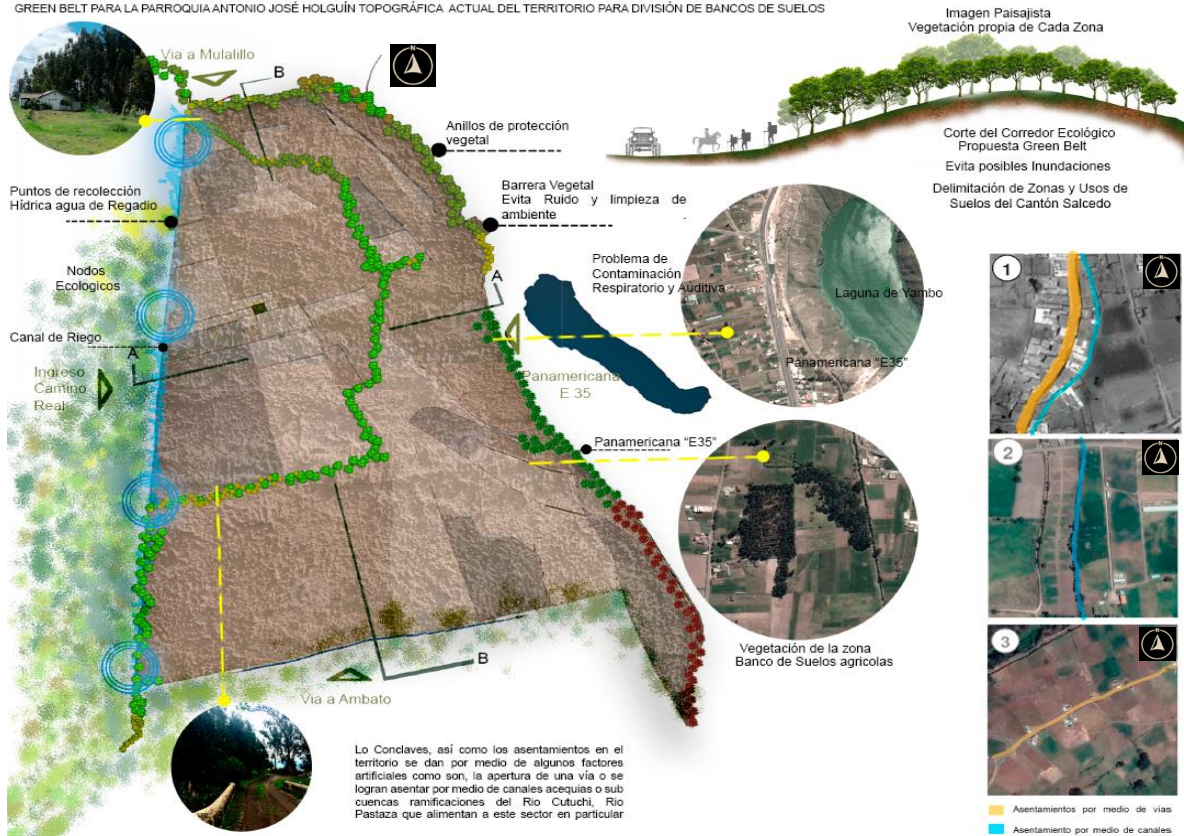 GREEN BELT PARA LA PARROQUIA ANTONIO JOSÉ HOLGUÍN TOPOGRÁFICA ACTUAL DEL TERRITORIO PARA DIVISIÓN DE BANCOS DE SUELOS
Imagen Paisajista
Vegetación propia de Cada Zona
Via a Mulalillo
B
N
Anillos de protección
vegetal
Corte del Corredor Ecológico
Propuesta Green Belt
Evita posibles Inundaciones
Delimitación de Zonas y Usos de
Suelos del Cantón Salcedo
Puntos de recolección
Hídrica agua de Regadio
Barrera Vegetal
Evita Ruido y limpieza de
ambiente .
Nodos
Ecologicos
Problema de
Contaminación
Respiratorio y Auditiva
A
Laguna de Yambo
Panamericana “E35”
1
N
Canal de Riego
A
Ingreso
Camino
Real
Panamericana
E 35
Panamericana “E35”
2
N
Vegetación de la zona
Banco de Suelos agricolas
3
N
B
Via a Ambato
Lo Conclaves, así como los asentamientos en el
territorio se dan por medio de algunos factores
artificiales como son, la apertura de una vía o se
logran asentar por medio de canales acequias o sub
cuencas ramificaciones del Rio Cutuchi, Rio
Pastaza que alimentan a este sector en particular
Asentamientos por medio de vías
Asentamiento por medio de canales